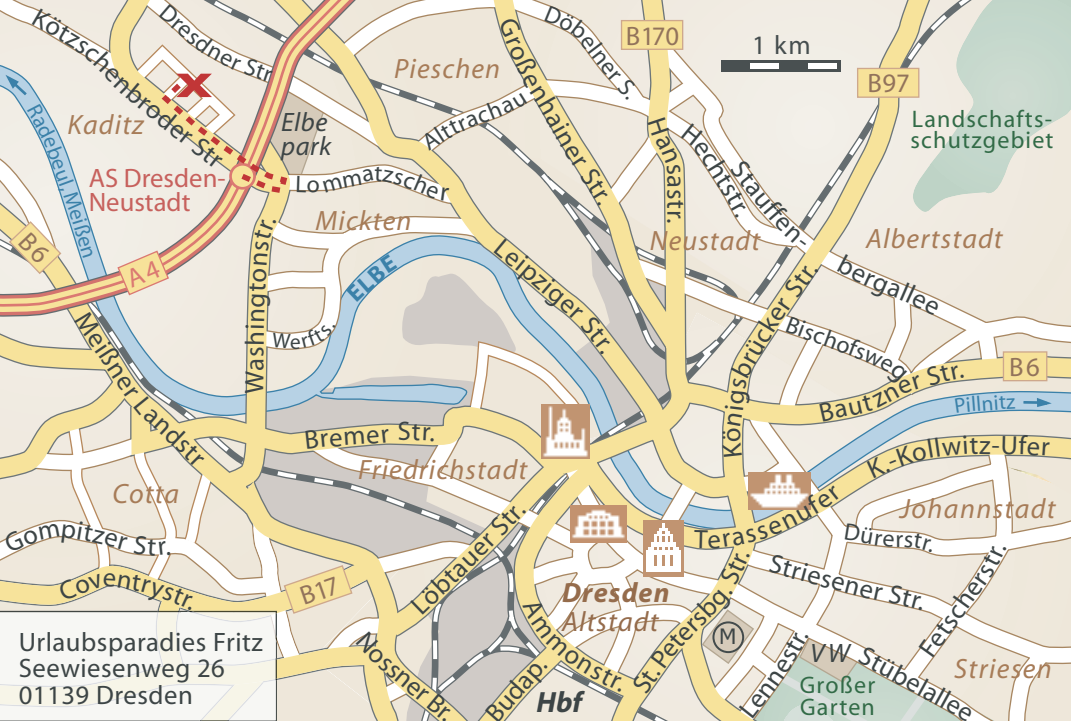 Kötzschenbroder Str.
Dresdner Str.
Döbelner S.
B170
1 km
B97
Pieschen
Großenhainer Str.
Landschafts-
schutzgebiet
Kaditz
Elbe
park
Alttrachau
Hansastr.
Hechtstr.
Stauffen-
bergallee
Radebeul, Meißen
AS Dresden-
Neustadt
Lommatzscher
Mickten
Neustadt
Albertstadt
B6
A4
ELBE
Leipziger Str.
Washingtonstr.
Werfts.
Königsbrücker Str.
Bischofsweg
Meißner Landstr.
B6
Bautzner Str.
Pillnitz
Bremer Str.
Friedrichstadt
K.-Kollwitz-Ufer
Cotta
Johannstadt
Terassenufer
Dürerstr.
Gompitzer Str.
Löbtauer Str.
Striesener Str.
Fetscherstr.
Coventrystr.
B17
Dresden
Altstadt
Ammonstr.
St. Petersbg. Str.
M
Urlaubsparadies Fritz
Seewiesenweg 26
01139 Dresden
Nossner Br.
Budap.
Hbf
Lennestr.
VW
Stübelallee
Striesen
Großer
Garten